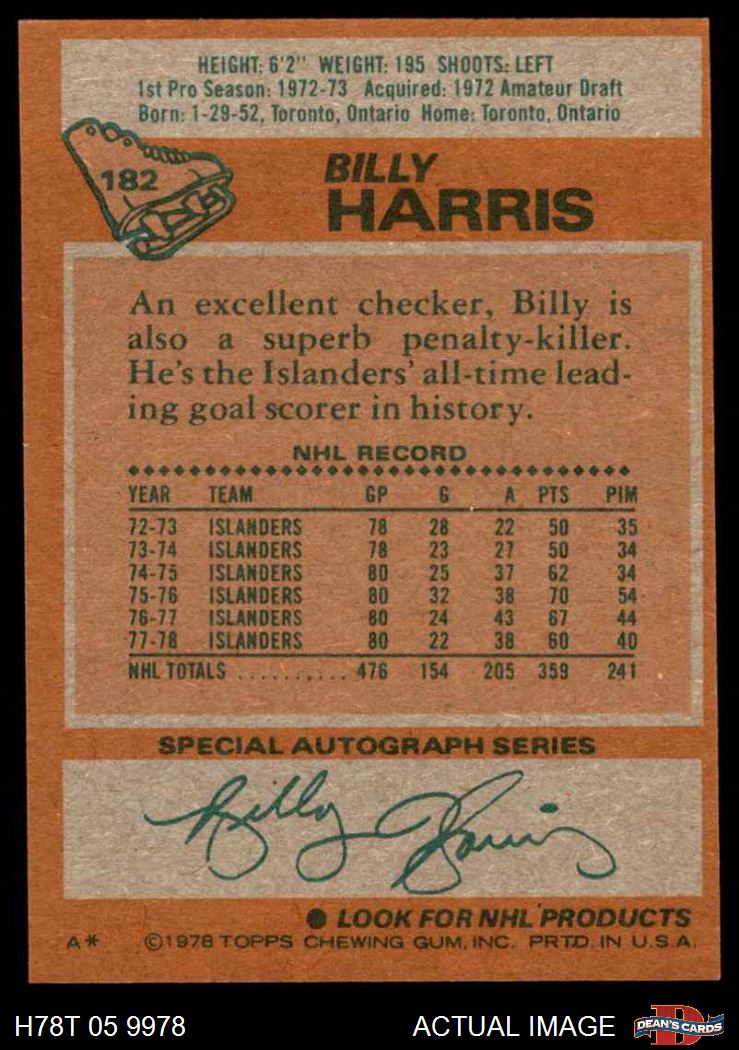 HEIGHT: 6'2" WEIGHT: 195 SHOOTS: LEFT
1st Pro Season: 1972-73 Acquired: 1972 Amateur Draft
Born: 1-29-52, Toronto, Ontario Home: Toronto, Ontario
182
BILLY
HARRIS
An excellent checker, Billy is
also a superb penalty-killer.
He's the Islanders' all-time lead-
ing goal scorer in history.
NHL RECORD
YEAR TEAM GP G A PTS PIM
72-73 ISLANDERS 78 28 22 50 35
73-74 ISLANDERS 78 23 27 50 34
74-75 ISLANDERS 80 25 37 62 34
75-76 ISLANDERS 80 32 38 70 54
76-77 ISLANDERS 80 24 43 67 44
77-78 ISLANDERS 80 22 38 60 40
NHL TOTALS .......... 476 154 205 359 241
SPECIAL AUTOGRAPH SERIES
Billy Harris
● LOOK FOR NHL PRODUCTS
A* ©1978 TOPPS CHEWING GUM, INC. PRTD. IN U.S.A.
H78T 05 9978 ACTUAL IMAGE D DEAN'S CARDS